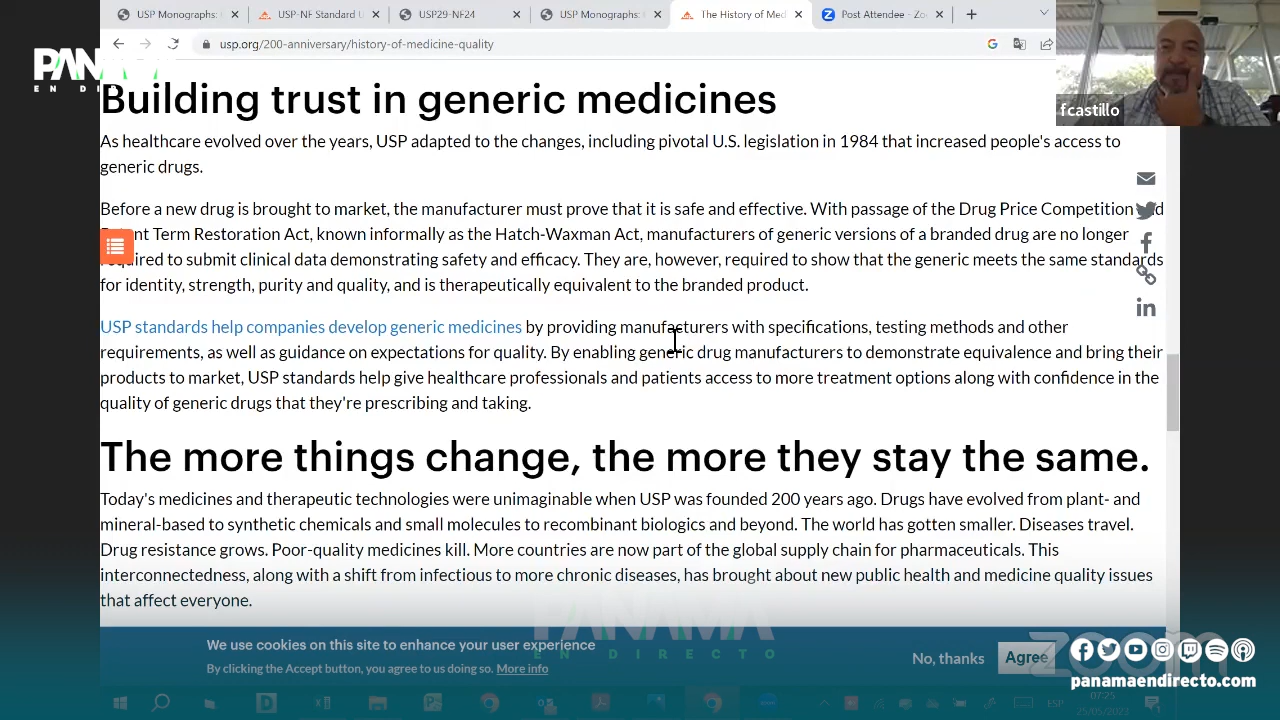 USP Monographs:
USP-NF Standard
USP29-NF24
USP Monographs:
The History of Med
Post Attendee - Zo
usp.org/200-anniversary/history-of-medicine-quality
PANAMA
EN DIRECTO
fcastillo
Building trust in generic medicines
As healthcare evolved over the years, USP adapted to the changes, including pivotal U.S. legislation in 1984 that increased people's access to
generic drugs.
Before a new drug is brought to market, the manufacturer must prove that it is safe and effective. With passage of the Drug Price Competition and
Patent Term Restoration Act, known informally as the Hatch-Waxman Act, manufacturers of generic versions of a branded drug are no longer
required to submit clinical data demonstrating safety and efficacy. They are, however, required to show that the generic meets the same standards
for identity, strength, purity and quality, and is therapeutically equivalent to the branded product.
USP standards help companies develop generic medicines by providing manufacturers with specifications, testing methods and other
requirements, as well as guidance on expectations for quality. By enabling generic drug manufacturers to demonstrate equivalence and bring their
products to market, USP standards help give healthcare professionals and patients access to more treatment options along with confidence in the
quality of generic drugs that they're prescribing and taking.
The more things change, the more they stay the same.
Today's medicines and therapeutic technologies were unimaginable when USP was founded 200 years ago. Drugs have evolved from plant- and
mineral-based to synthetic chemicals and small molecules to recombinant biologics and beyond. The world has gotten smaller. Diseases travel.
Drug resistance grows. Poor-quality medicines kill. More countries are now part of the global supply chain for pharmaceuticals. This
interconnectedness, along with a shift from infectious to more chronic diseases, has brought about new public health and medicine quality issues
that affect everyone.
PANAMA
EN DIRECTO
We use cookies on this site to enhance your user experience
By clicking the Accept button, you agree to us doing so. More info
No, thanks
Agree
zoom
panamaendirecto.com
ESP
07:25
25/05/2023